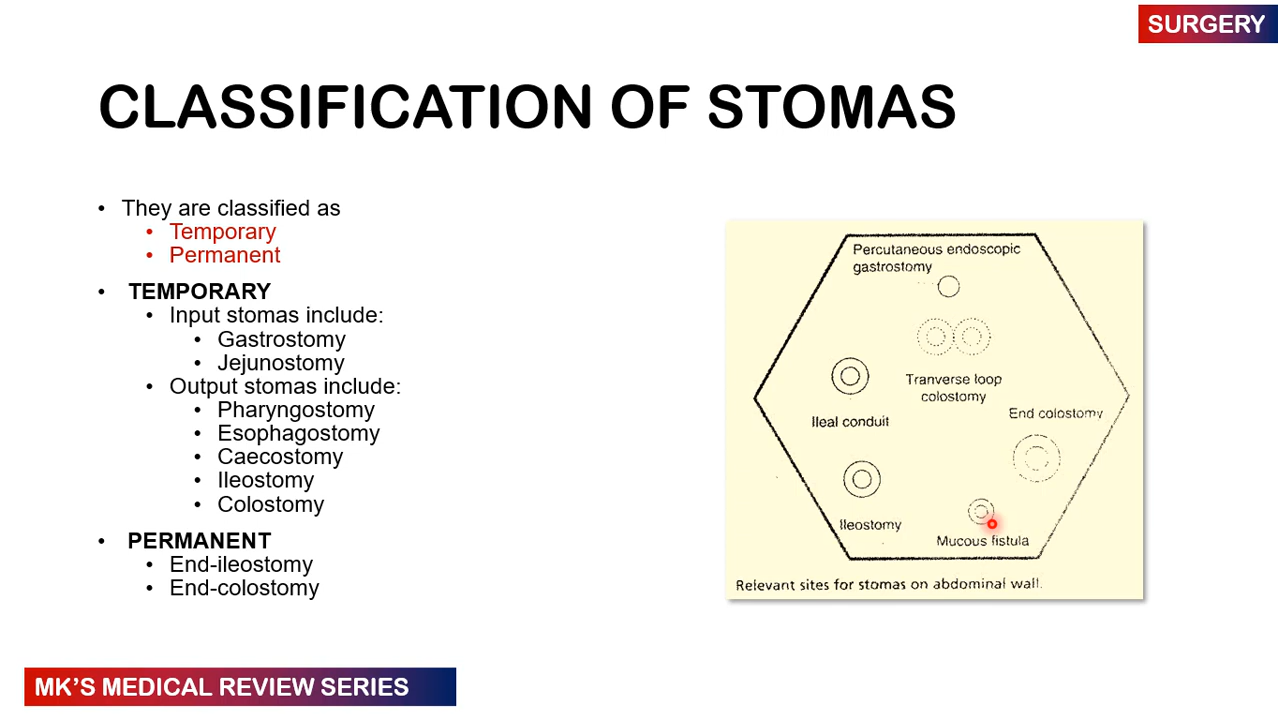 SURGERY
CLASSIFICATION OF STOMAS
• They are classified as
• Temporary
• Permanent
• TEMPORARY
• Input stomas include:
• Gastrostomy
• Jejunostomy
• Output stomas include:
• Pharyngostomy
• Esophagostomy
• Caecostomy
• Ileostomy
• Colostomy
• PERMANENT
• End-ileostomy
• End-colostomy
Percutaneous endoscopic
gastrostomy
Tranverse loop
colostomy
End colostomy
Ileal conduit
Ileostomy
Mucous fistula
Relevant sites for stomas on abdominal wall.
MK'S MEDICAL REVIEW SERIES